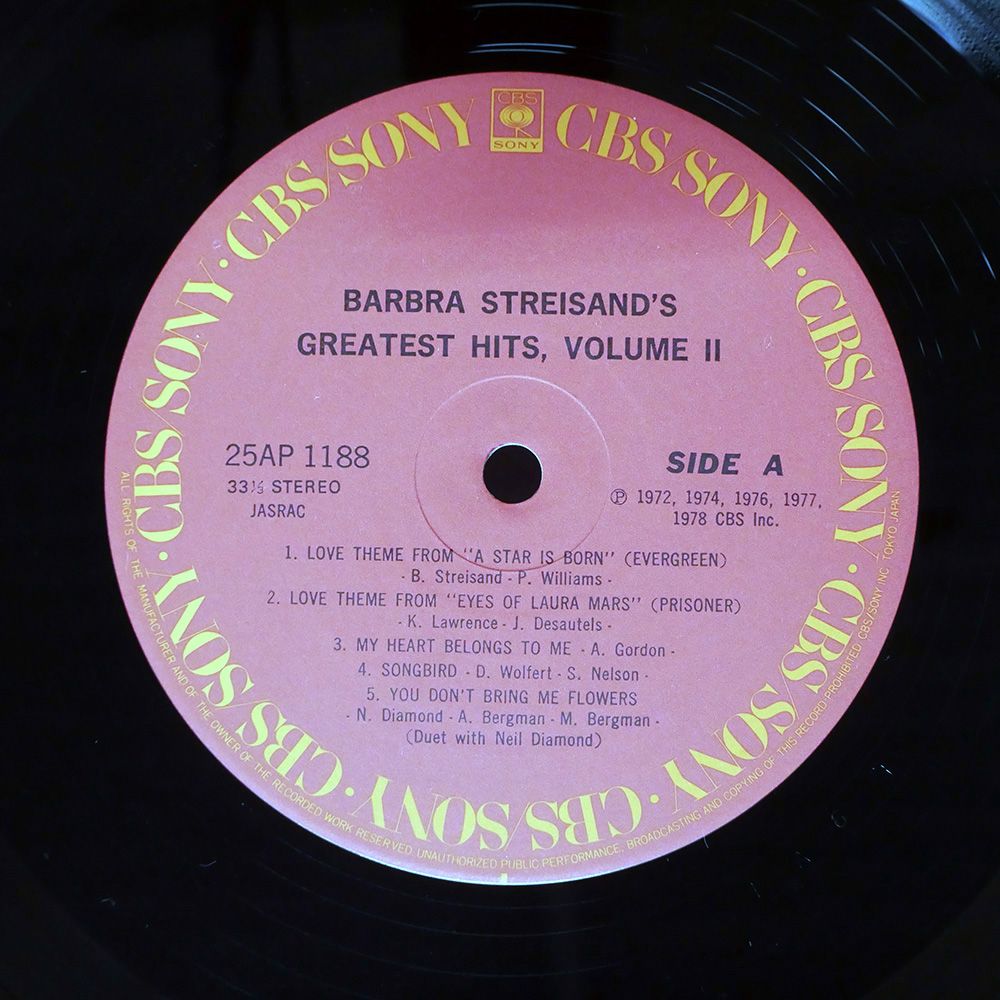 CBS
SONY
CBS/SONY · CBS/SONY · CBS/SONY · CBS/SONY · CBS/SONY · CBS/SONY · CBS/SONY · CBS/SONY · CBS/SONY · CBS/SONY
BARBRA STREISAND'S
GREATEST HITS, VOLUME II
25AP 1188
33⅓ STEREO
JASRAC
SIDE A
℗ 1972, 1974, 1976, 1977,
1978 CBS Inc.
1. LOVE THEME FROM "A STAR IS BORN" (EVERGREEN)
- B. Streisand - P. Williams -
2. LOVE THEME FROM "EYES OF LAURA MARS" (PRISONER)
- K. Lawrence - J. Desautels -
3. MY HEART BELONGS TO ME - A. Gordon -
4. SONGBIRD - D. Wolfert - S. Nelson -
5. YOU DON'T BRING ME FLOWERS
- N. Diamond - A. Bergman - M. Bergman -
(Duet with Neil Diamond)
ALL RIGHTS OF THE MANUFACTURER AND OF THE OWNER OF THE RECORDED WORK RESERVED. UNAUTHORIZED PUBLIC PERFORMANCE, BROADCASTING AND COPYING OF THIS RECORD PROHIBITED CBS/SONY INC. TOKYO JAPAN